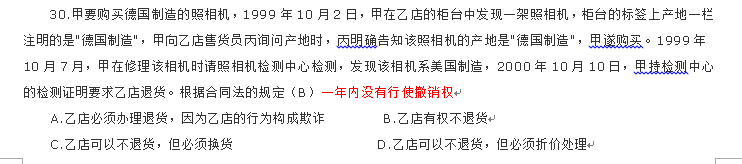 30.甲要购买德国制造的照相机，1999 年 10 月 2 日，甲在乙店的柜台中发现一架照相机，柜台的标签上产地一栏
注明的是"德国制造"，甲向乙店售货员丙询问产地时，丙明确告知该照相机的产地是"德国制造"，甲遂购买。1999 年
10 月 7 月，甲在修理该相机时请照相机检测中心检测，发现该相机系美国制造，2000 年 10 月 10 日，甲持检测中心
的检测证明要求乙店退货。根据合同法的规定（B）一年内没有行使撤销权
A.乙店必须办理退货，因为乙店的行为构成欺诈 B.乙店有权不退货
C.乙店可以不退货，但必须换货 D.乙店可以不退货，但必须折价处理